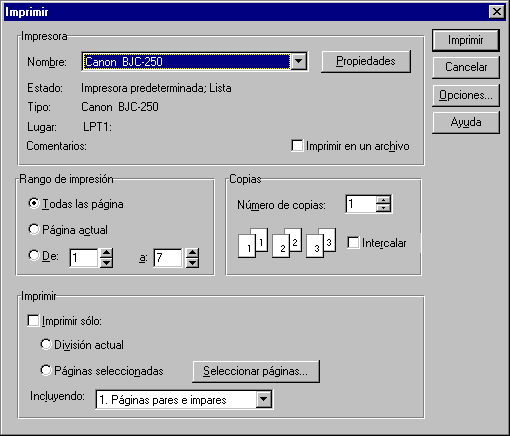 Imprimir
Impresora
Imprimir
Nombre: Canon BJC-250 Propiedades
Cancelar
Estado: Impresora predeterminada; Lista
Opciones...
Tipo: Canon BJC-250
Lugar: LPT1:
Ayuda
Comentarios: Imprimir en un archivo
Rango de impresión
Todas las página
Página actual
De: 1 a: 7
Copias
Número de copias: 1
1 1 2 2 3 3 Intercalar
Imprimir
Imprimir sólo:
División actual
Páginas seleccionadas Seleccionar páginas...
Incluyendo: 1. Páginas pares e impares